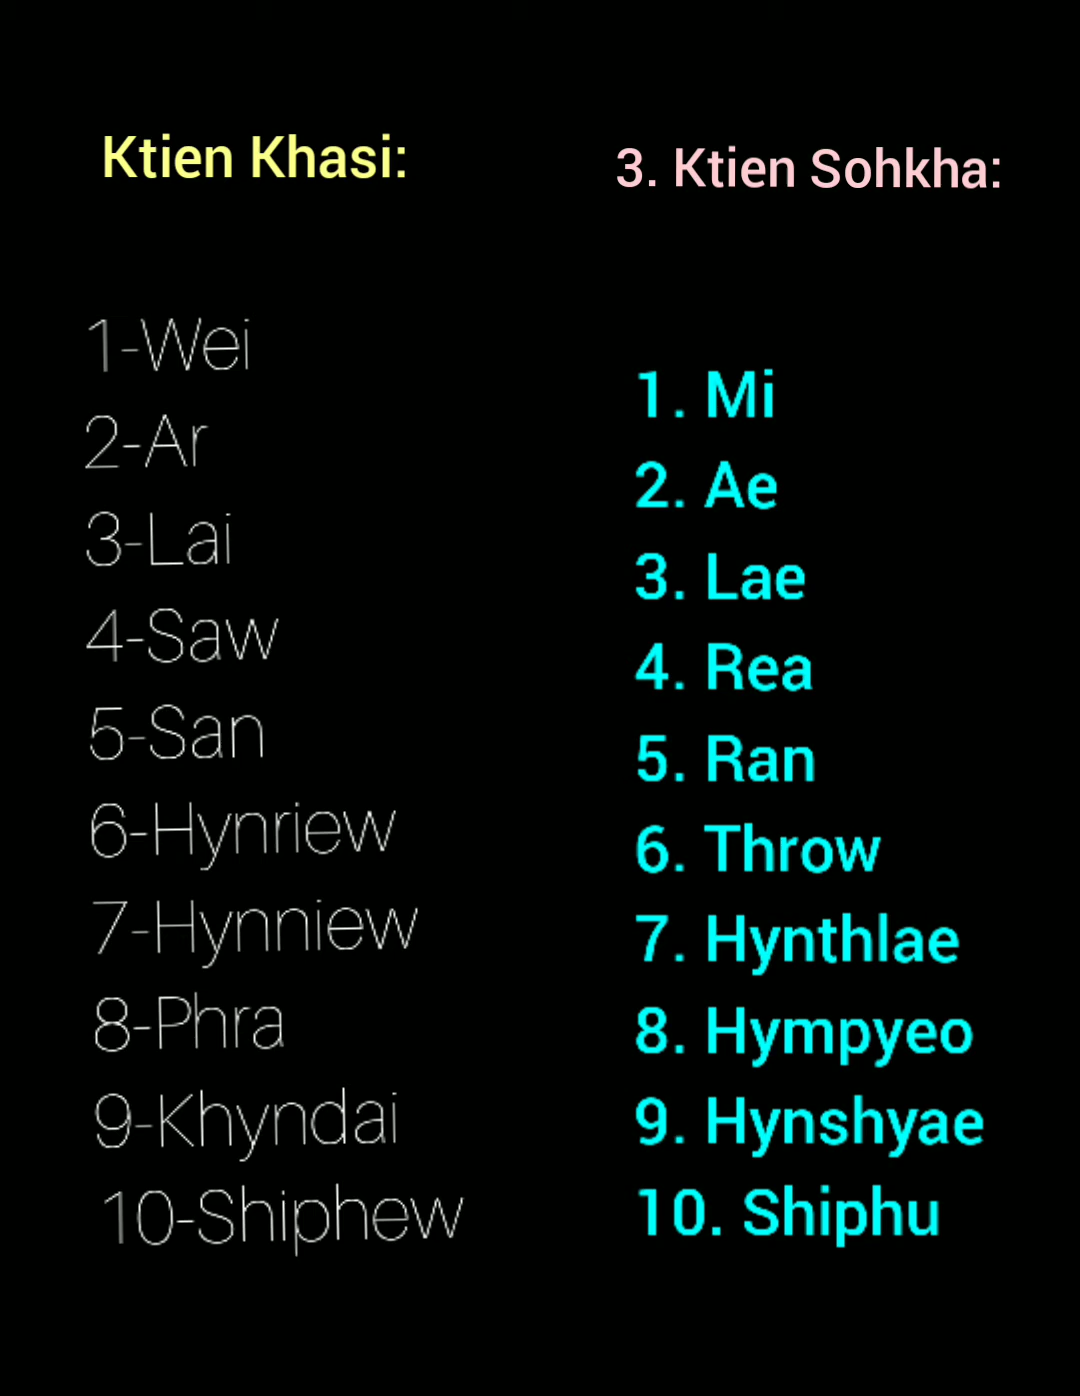 Ktien Khasi:
1-Wei
2-Ar
3-Lai
4-Saw
5-San
6-Hynriew
7-Hynniew
8-Phra
9-Khyndai
10-Shiphew
3. Ktien Sohkha:
1. Mi
2. Ae
3. Lae
4. Rea
5. Ran
6. Throw
7. Hynthlae
8. Hympyeo
9. Hynshyae
10. Shiphu